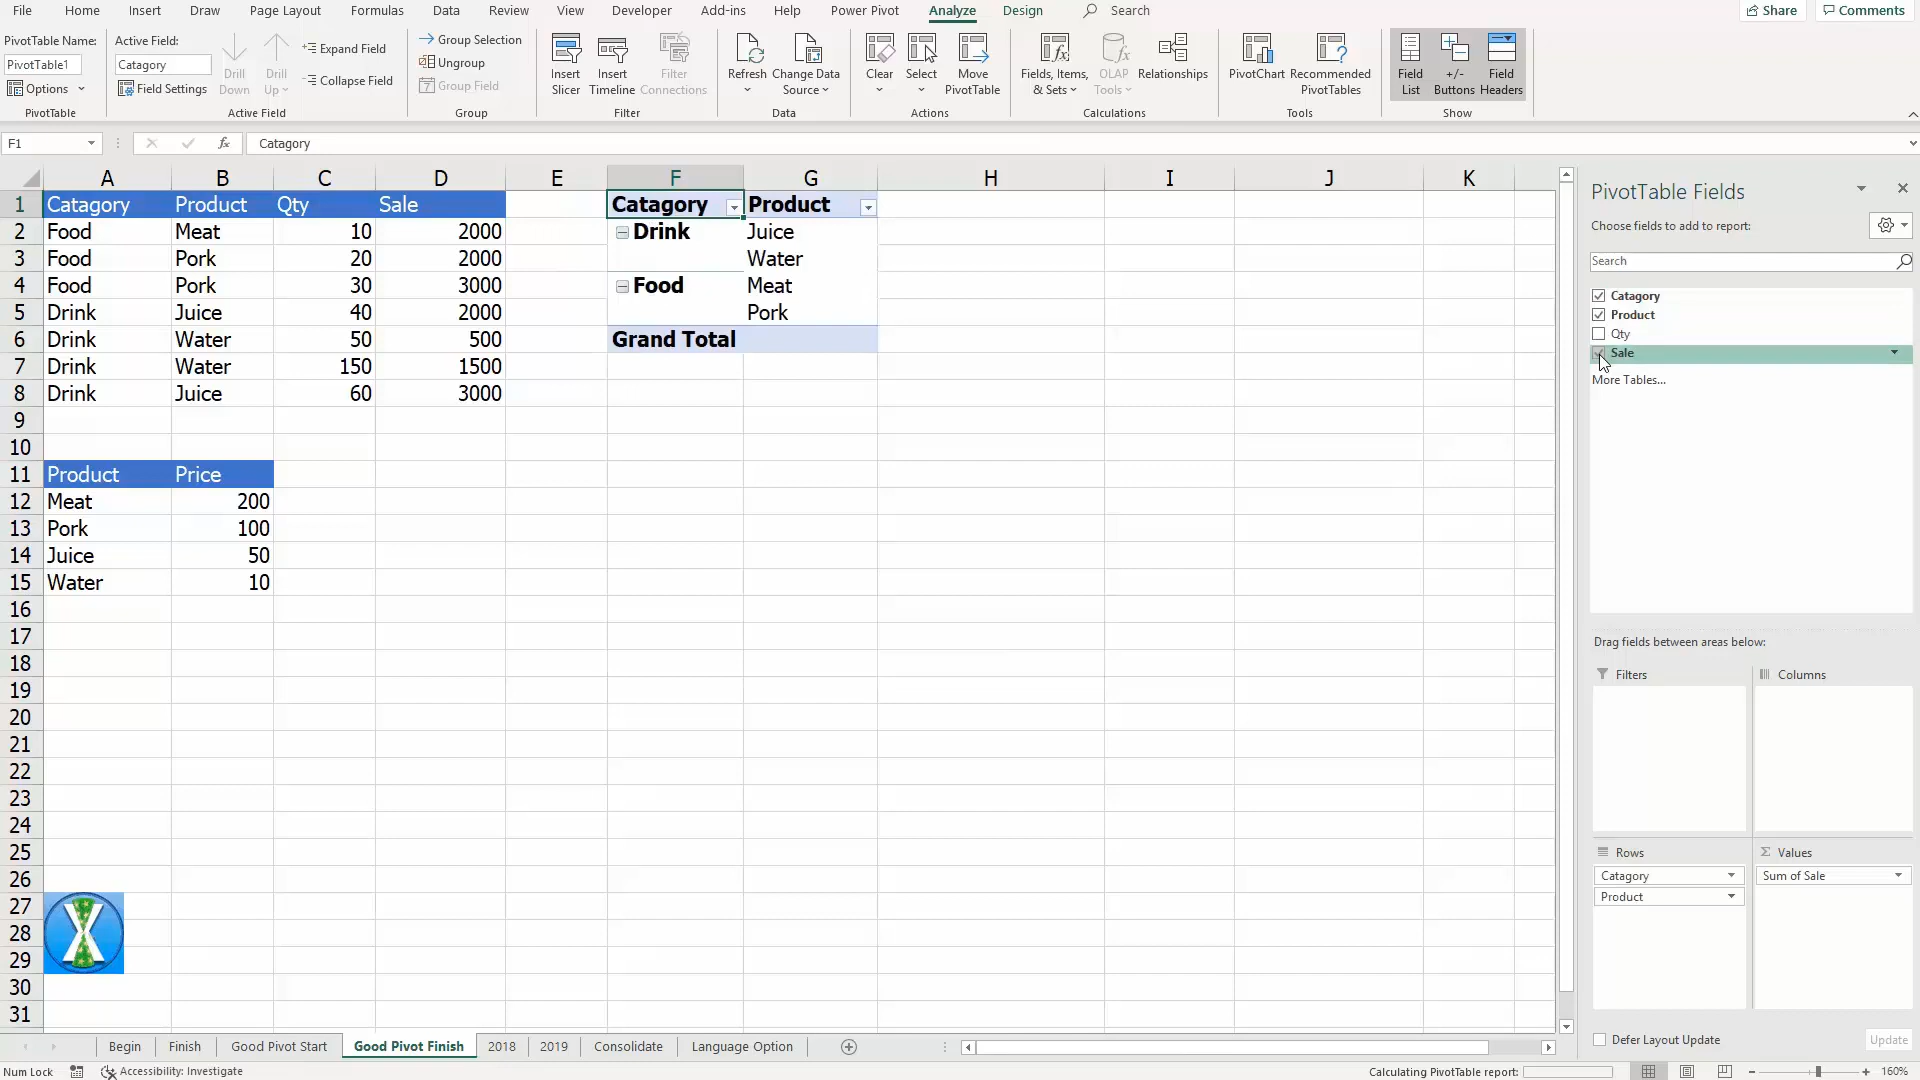 File Home Insert Draw Page Layout Formulas Data Review View Developer Add-ins Help Power Pivot Analyze Design Search Share Comments
PivotTable Name:
PivotTable1
Options
PivotTable
Active Field:
Catagory
Field Settings
Drill
Down
Drill
Up
Expand Field
Collapse Field
Active Field
Group Selection
Ungroup
Group Field
Group
Insert
Slicer
Insert
Timeline
Filter
Connections
Filter
Refresh
Change Data
Source
Data
Clear
Select
Move
PivotTable
Actions
Fields, Items,
& Sets
OLAP
Tools
Relationships
Calculations
PivotChart
Recommended
PivotTables
Tools
Field
List
+/-
Buttons
Field
Headers
Show
F1 fx Catagory
A B C D E F G H I J K
1 Catagory Product Qty Sale Catagory Product
2 Food Meat 10 2000 Drink Juice
3 Food Pork 20 2000 Water
4 Food Pork 30 3000 Food Meat
5 Drink Juice 40 2000 Pork
6 Drink Water 50 500 Grand Total
7 Drink Water 150 1500
8 Drink Juice 60 3000
9
10
11 Product Price
12 Meat 200
13 Pork 100
14 Juice 50
15 Water 10
16
17
18
19
20
21
22
23
24
25
26
27
28
29
30
31
X
PivotTable Fields
Choose fields to add to report:
Search
Catagory
Product
Qty
Sale
More Tables...
Drag fields between areas below:
Filters Columns
Rows Σ Values
Catagory Sum of Sale
Product
Defer Layout Update Update
Begin Finish Good Pivot Start Good Pivot Finish 2018 2019 Consolidate Language Option
Num Lock Accessibility: Investigate Calculating PivotTable report: 160%